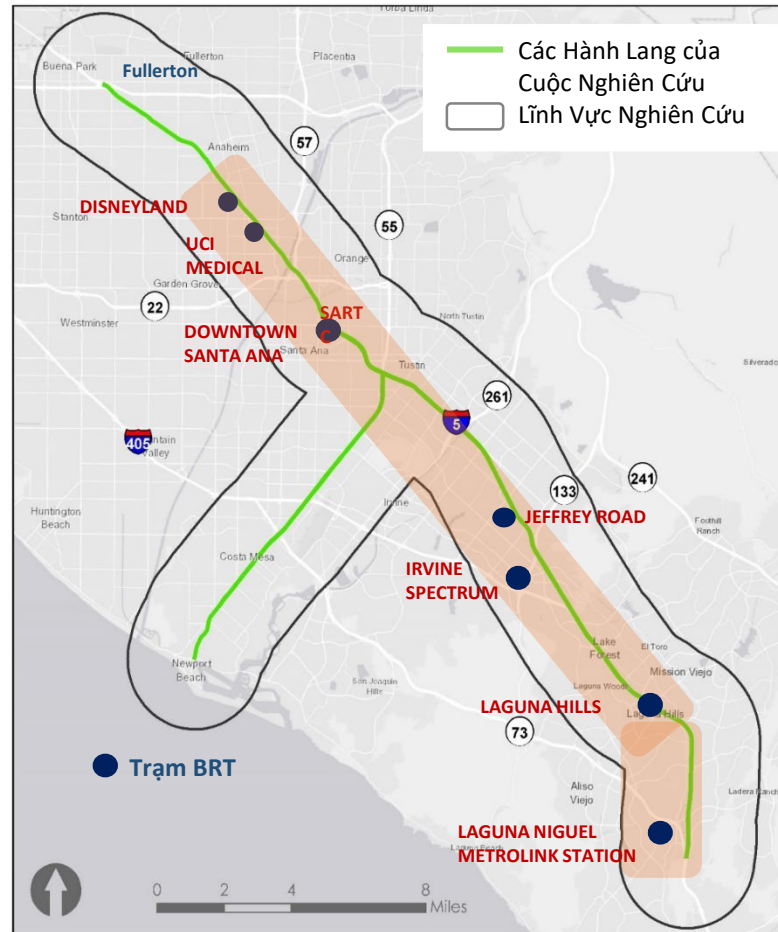 Yorba Linda
Fullerton
Placentia
Buena Park
Fullerton
Các Hành Lang của
Cuộc Nghiên Cứu
Lĩnh Vực Nghiên Cứu
57
Anaheim
DISNEYLAND
Stanton
55
UCI
MEDICAL
Orange
Garden Grove
22
Westminster
SART
C
North Tustin
DOWNTOWN
SANTA ANA
Santa Ana
Tustin
Silverado
261
5
405
Fountain
Valley
241
133
Huntington
Beach
Irvine
JEFFREY ROAD
Foothill
Ranch
Costa Mesa
IRVINE
SPECTRUM
Lake
Forest
El Toro
Newport
Beach
Mission Viejo
San Joaquin
Hills
Laguna Woods
LAGUNA HILLS
Laguna Hills
73
Trạm BRT
Aliso
Viejo
Ladera Ranch
LAGUNA NIGUEL
METROLINK STATION
Laguna Beach
0 2 4 8
Miles